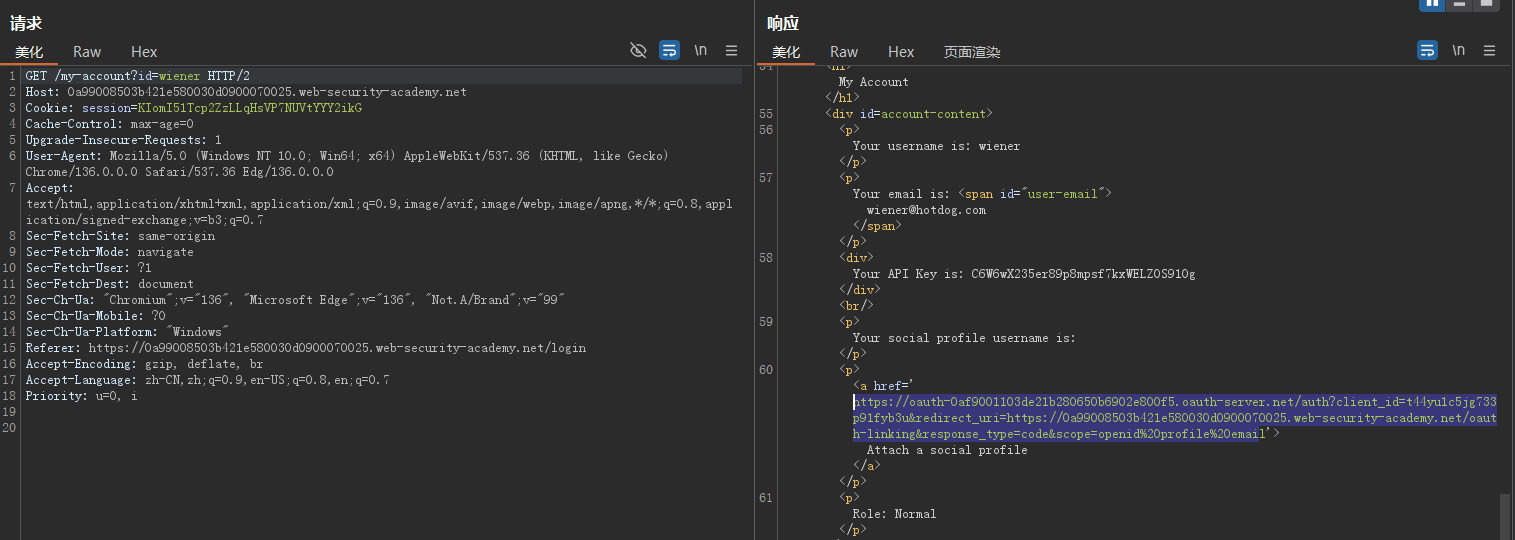 请求
美化 Raw Hex \n
1 GET /my-account?id=wiener HTTP/2
2 Host: 0a99008503b421e580030d0900070025.web-security-academy.net
3 Cookie: session=KIomI51Tcp2ZzLLqHsVP7NUVtYYY2ikG
4 Cache-Control: max-age=0
5 Upgrade-Insecure-Requests: 1
6 User-Agent: Mozilla/5.0 (Windows NT 10.0; Win64; x64) AppleWebKit/537.36 (KHTML, like Gecko)
Chrome/136.0.0.0 Safari/537.36 Edg/136.0.0.0
7 Accept:
text/html,application/xhtml+xml,application/xml;q=0.9,image/avif,image/webp,image/apng,*/*;q=0.8,appl
ication/signed-exchange;v=b3;q=0.7
8 Sec-Fetch-Site: same-origin
9 Sec-Fetch-Mode: navigate
10 Sec-Fetch-User: ?1
11 Sec-Fetch-Dest: document
12 Sec-Ch-Ua: "Chromium";v="136", "Microsoft Edge";v="136", "Not.A/Brand";v="99"
13 Sec-Ch-Ua-Mobile: ?0
14 Sec-Ch-Ua-Platform: "Windows"
15 Referer: https://0a99008503b421e580030d0900070025.web-security-academy.net/login
16 Accept-Encoding: gzip, deflate, br
17 Accept-Language: zh-CN,zh;q=0.9,en-US;q=0.8,en;q=0.7
18 Priority: u=0, i
19
20
响应
美化 Raw Hex 页面渲染 \n
54 <h1>
My Account
</h1>
55 <div id=account-content>
56 <p>
Your username is: wiener
</p>
57 <p>
Your email is: <span id="user-email">
wiener@hotdog.com
</span>
</p>
58 <div>
Your API Key is: C6W6wX235er89p8mpsf7kxWELZOS910g
</div>
<br/>
59 <p>
Your social profile username is:
</p>
60 <p>
<a href='
https://oauth-0af9001103de21b280650b6902e800f5.oauth-server.net/auth?client_id=t44yu1c5jg733
p91fyb3u&redirect_uri=https://0a99008503b421e580030d0900070025.web-security-academy.net/oaut
h-linking&response_type=code&scope=openid%20profile%20email'>
Attach a social profile
</a>
</p>
61 <p>
Role: Normal
</p>